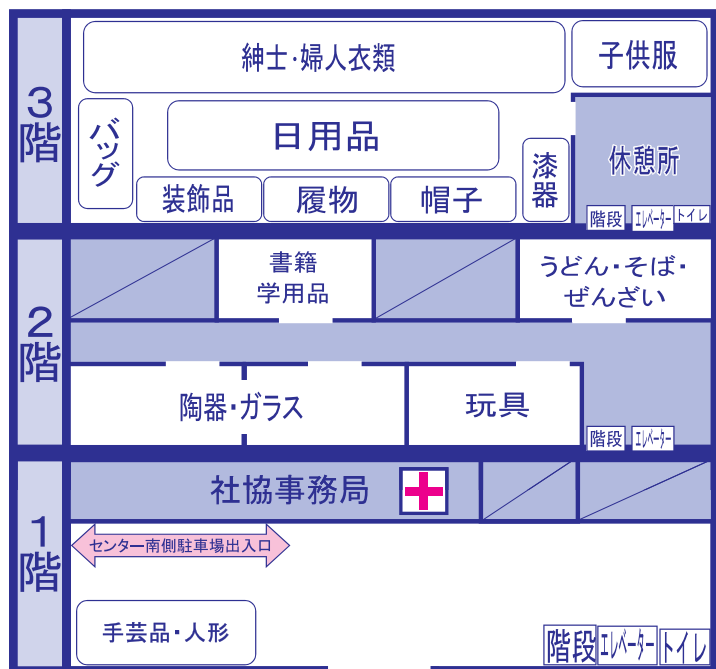 3階
紳士・婦人衣類
子供服
バッグ
日用品
漆器
休憩所
装飾品
履物
帽子
階段
エレベーター
トイレ
2階
書籍
学用品
うどん・そば・
ぜんざい
陶器・ガラス
玩具
階段
エレベーター
1階
社協事務局
センター南側駐車場出入口
手芸品・人形
階段
エレベーター
トイレ